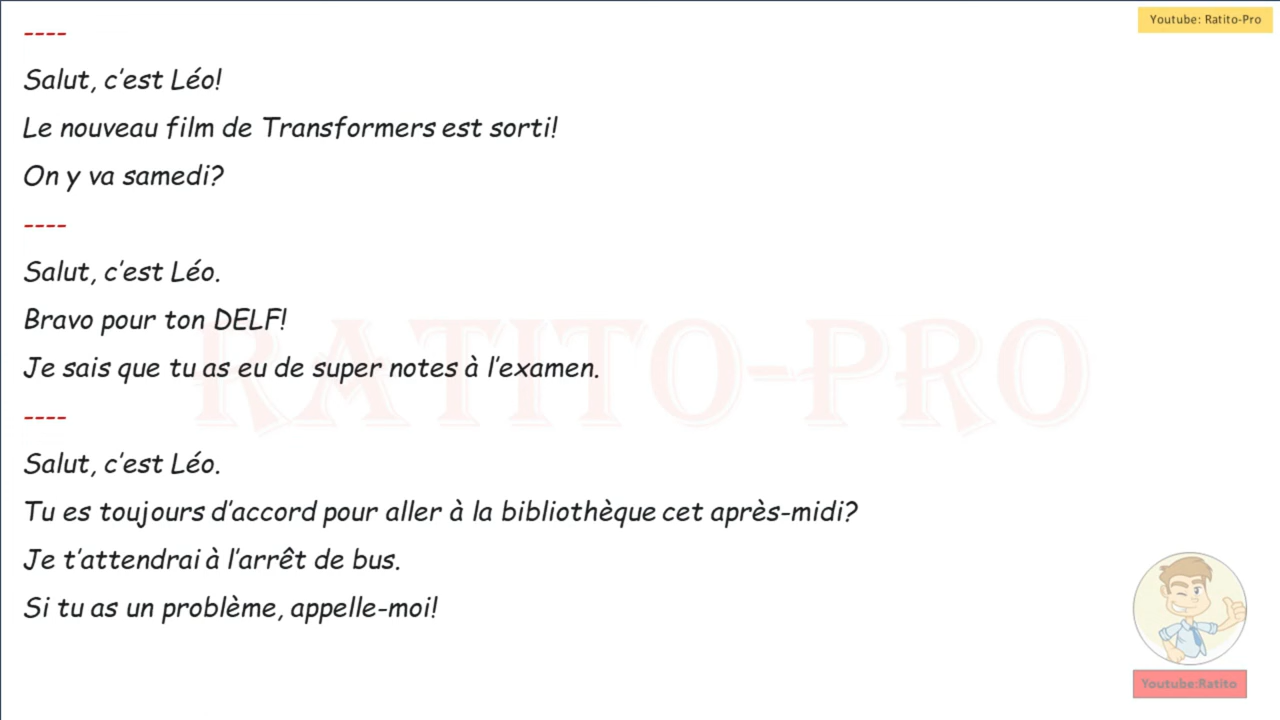 Youtube: Ratito-Pro
----
Salut, c'est Léo!
Le nouveau film de Transformers est sorti!
On y va samedi?
----
Salut, c'est Léo.
Bravo pour ton DELF!
Je sais que tu as eu de super notes à l'examen.
RATITO-PRO
----
Salut, c'est Léo.
Tu es toujours d'accord pour aller à la bibliothèque cet après-midi?
Je t'attendrai à l'arrêt de bus.
Si tu as un problème, appelle-moi!
Youtube:Ratito